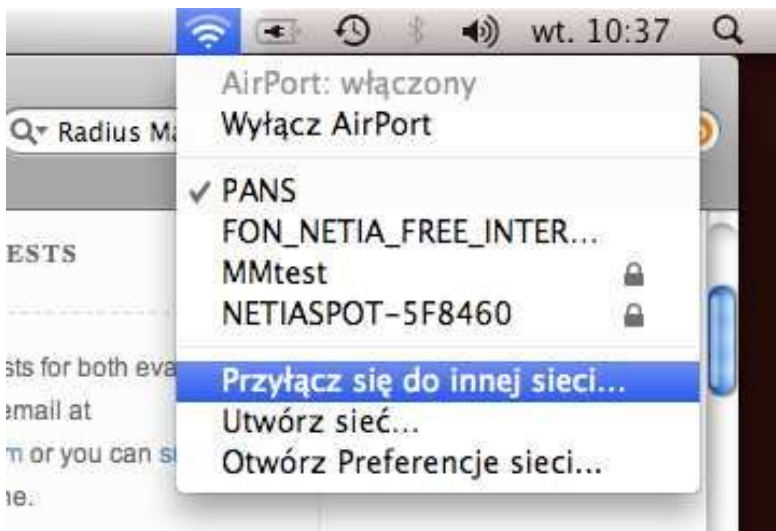 wt. 10:37
AirPort: włączony
Radius Ma
Wyłącz AirPort
PANS
FON_NETIA_FREE_INTER...
ESTS
MMtest
NETIASPOT-5F8460
sts for both eva
Przyłącz się do innej sieci...
email at
Utwórz sieć...
m or you can s
Otwórz Preferencje sieci...
ne.